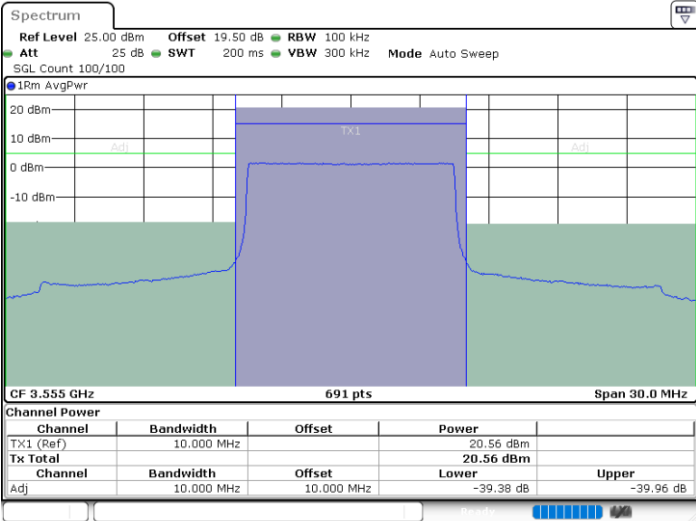 Spectrum
Ref Level 25.00 dBm Offset 19.50 dB RBW 100 kHz
Att 25 dB SWT 200 ms VBW 300 kHz Mode Auto Sweep
SGL Count 100/100
1Rm AvgPwr
20 dBm
TX1
10 dBm
Adj Adj
0 dBm
-10 dBm
CF 3.555 GHz 691 pts Span 30.0 MHz
Channel Power
Channel Bandwidth Offset Power
TX1 (Ref) 10.000 MHz 20.56 dBm
Tx Total 20.56 dBm
Channel Bandwidth Offset Lower Upper
Adj 10.000 MHz 10.000 MHz -39.38 dB -39.96 dB
Ready